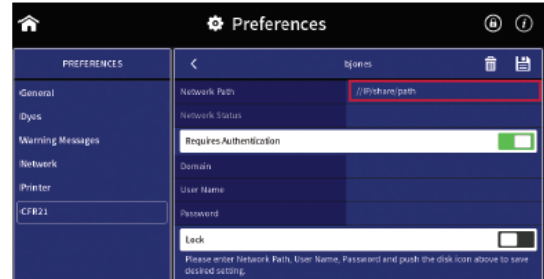 Preferences
PREFERENCES
bjones
General
Dyes
Warning Messages
Network
Printer
CFR21
Network Path
//IP/share/path
Network Status
Requires Authentication
Domain
User Name
Password
Lock
Please enter Network Path, User Name, Password and push the disk icon above to save
desired setting.